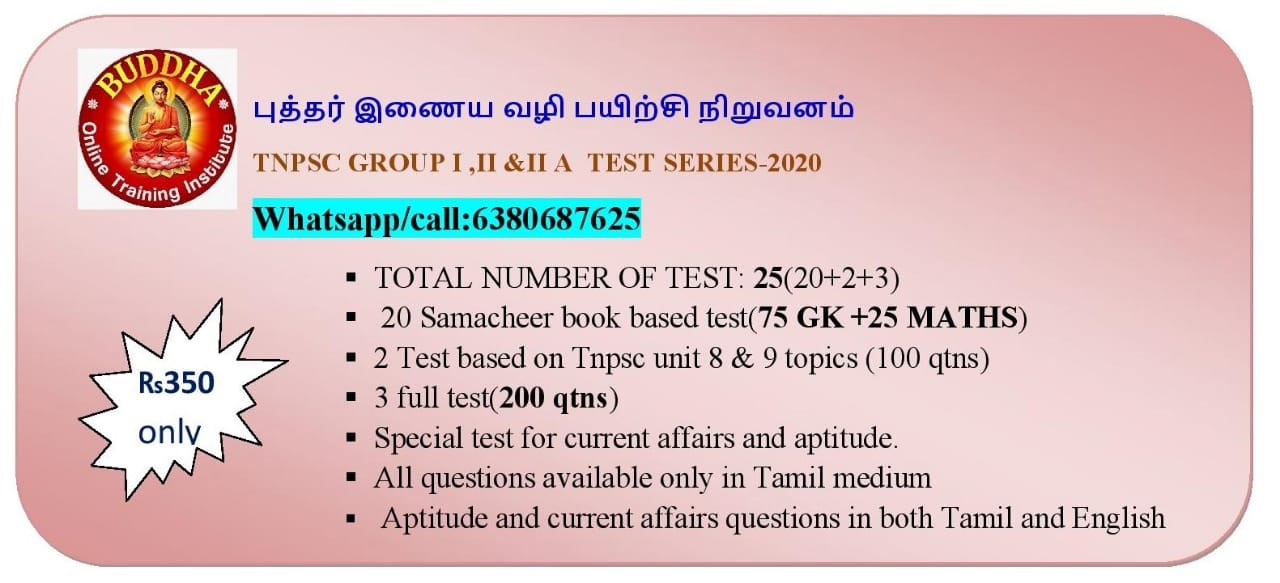 BUDDHA
Online Training Institute
புத்தர் இணைய வழி பயிற்சி நிறுவனம்
TNPSC GROUP I ,II &II A TEST SERIES-2020
Whatsapp/call:6380687625
▪ TOTAL NUMBER OF TEST: 25(20+2+3)
▪ 20 Samacheer book based test(75 GK +25 MATHS)
▪ 2 Test based on Tnpsc unit 8 & 9 topics (100 qtns)
▪ 3 full test(200 qtns)
▪ Special test for current affairs and aptitude.
▪ All questions available only in Tamil medium
▪ Aptitude and current affairs questions in both Tamil and English
Rs350
only